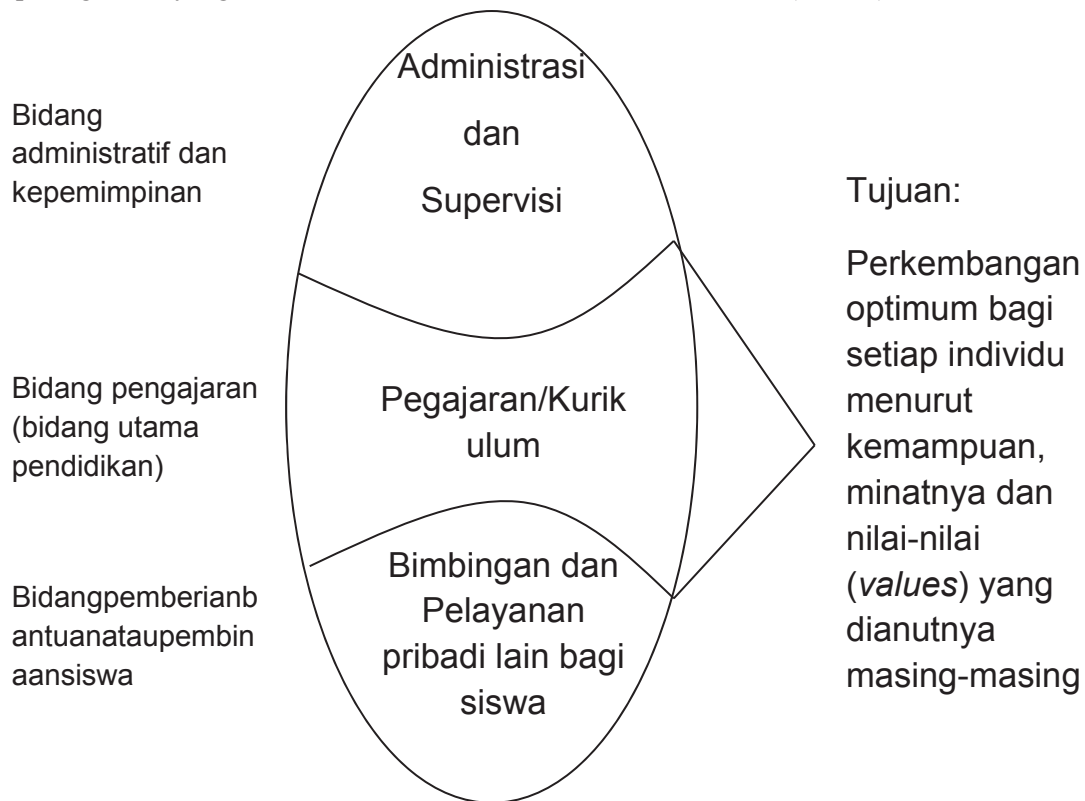 Administrasi
dan
Supervisi
Bidang
administratif dan
kepemimpinan
Pegajaran/Kurik
ulum
Bidang pengajaran
(bidang utama
pendidikan)
Bimbingan dan
Pelayanan
pribadi lain bagi
siswa
Bidangpemberianb
antuanataupembin
aansiswa
Tujuan:
Perkembangan
optimum bagi
setiap individu
menurut
kemampuan,
minatnya dan
nilai-nilai
(values) yang
dianutnya
masing-masing